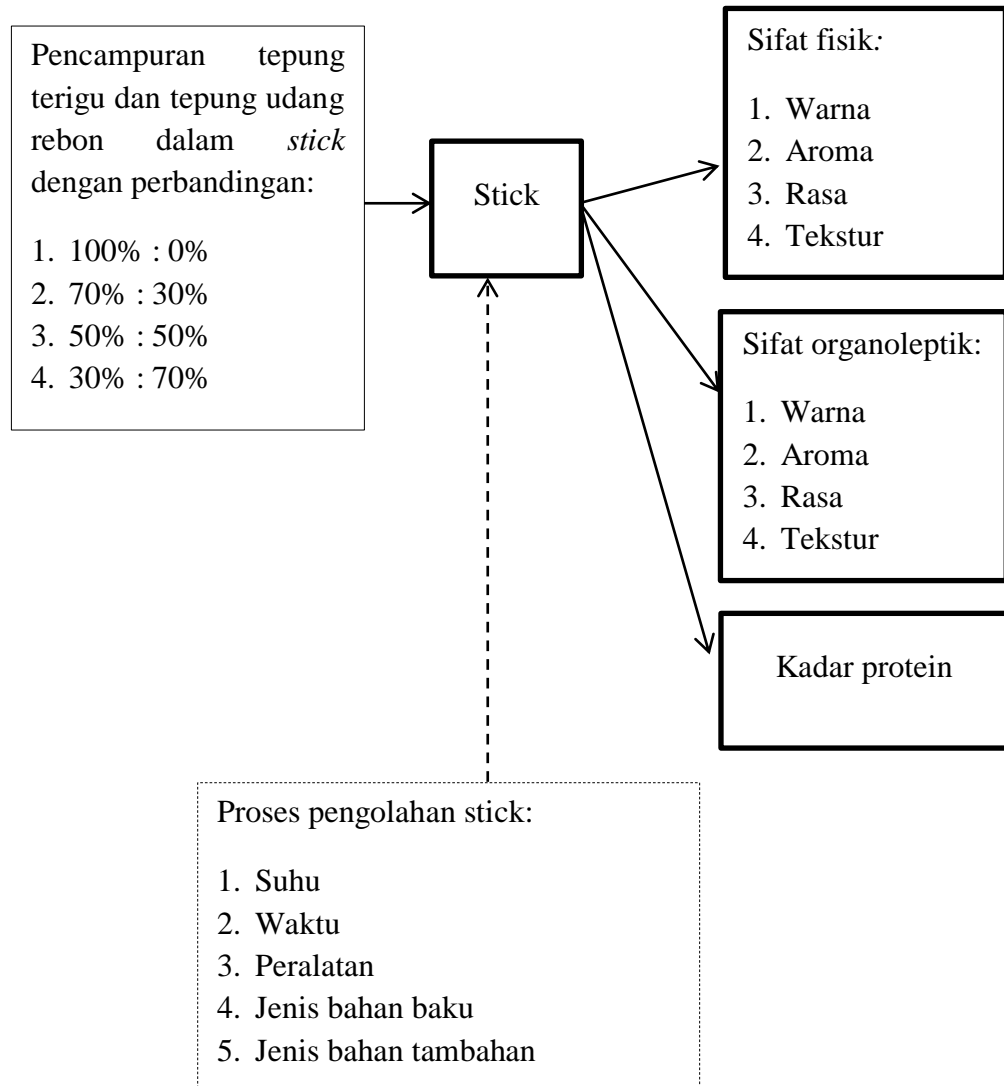 Pencampuran tepung
terigu dan tepung udang
rebon dalam stick
dengan perbandingan:
1. 100% : 0%
2. 70% : 30%
3. 50% : 50%
4. 30% : 70%
Stick
Sifat fisik:
1. Warna
2. Aroma
3. Rasa
4. Tekstur
Sifat organoleptik:
1. Warna
2. Aroma
3. Rasa
4. Tekstur
Kadar protein
Proses pengolahan stick:
1. Suhu
2. Waktu
3. Peralatan
4. Jenis bahan baku
5. Jenis bahan tambahan